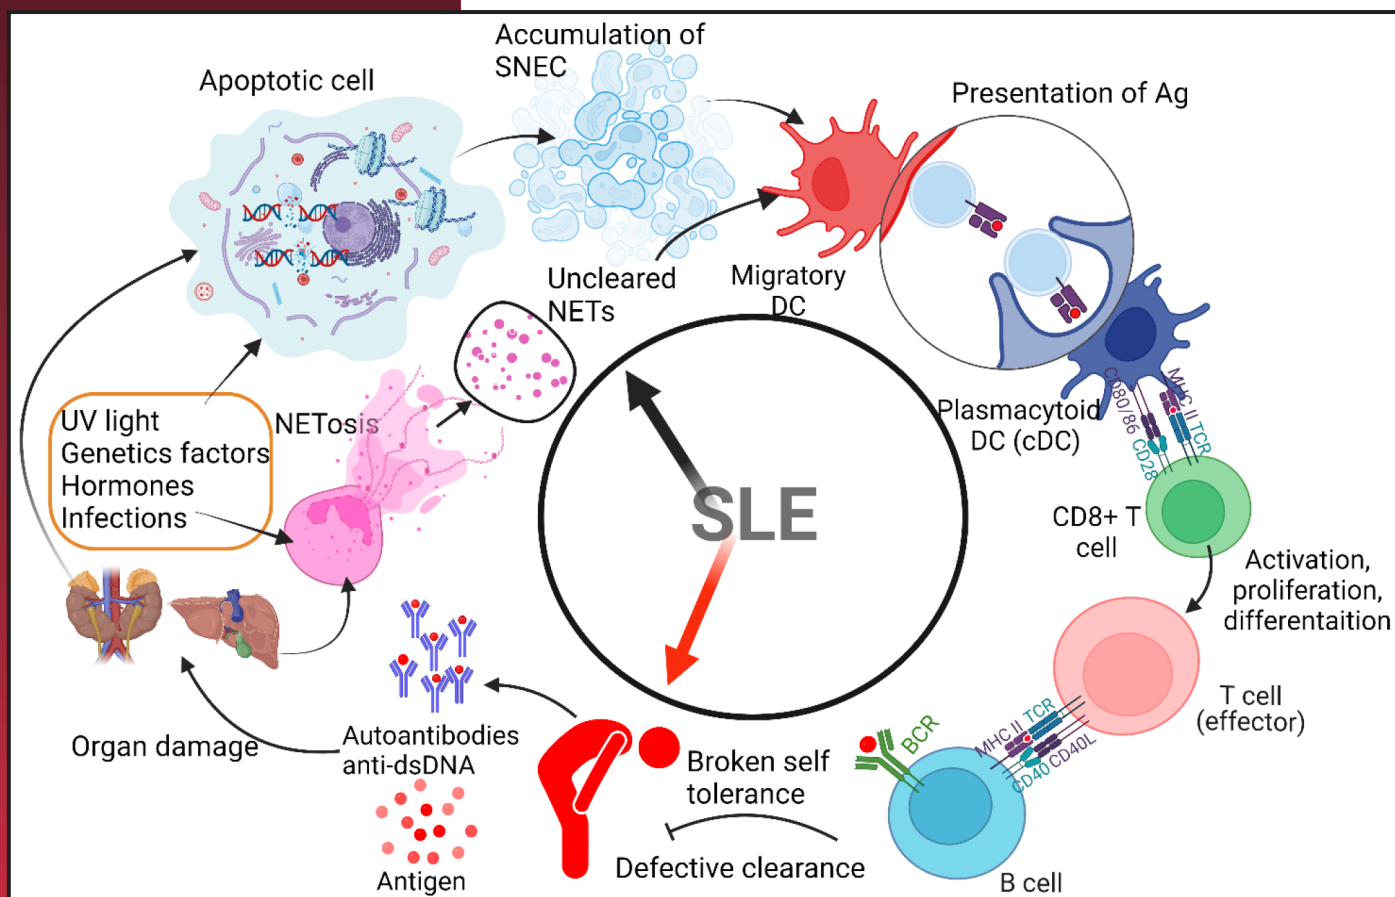 Accumulation of
SNEC
Apoptotic cell
Presentation of Ag
Uncleared
NETs
Migratory
DC
UV light
Genetics factors
Hormones
Infections
NETosis
Plasmacytoid
DC (cDC)
CD80/86
CD28
MHC II TCR
SLE
CD8+ T
cell
Activation,
proliferation,
differentaition
T cell
(effector)
MHC II TCR
CD40 CD40L
BCR
B cell
Broken self
tolerance
Defective clearance
Autoantibodies
anti-dsDNA
Antigen
Organ damage